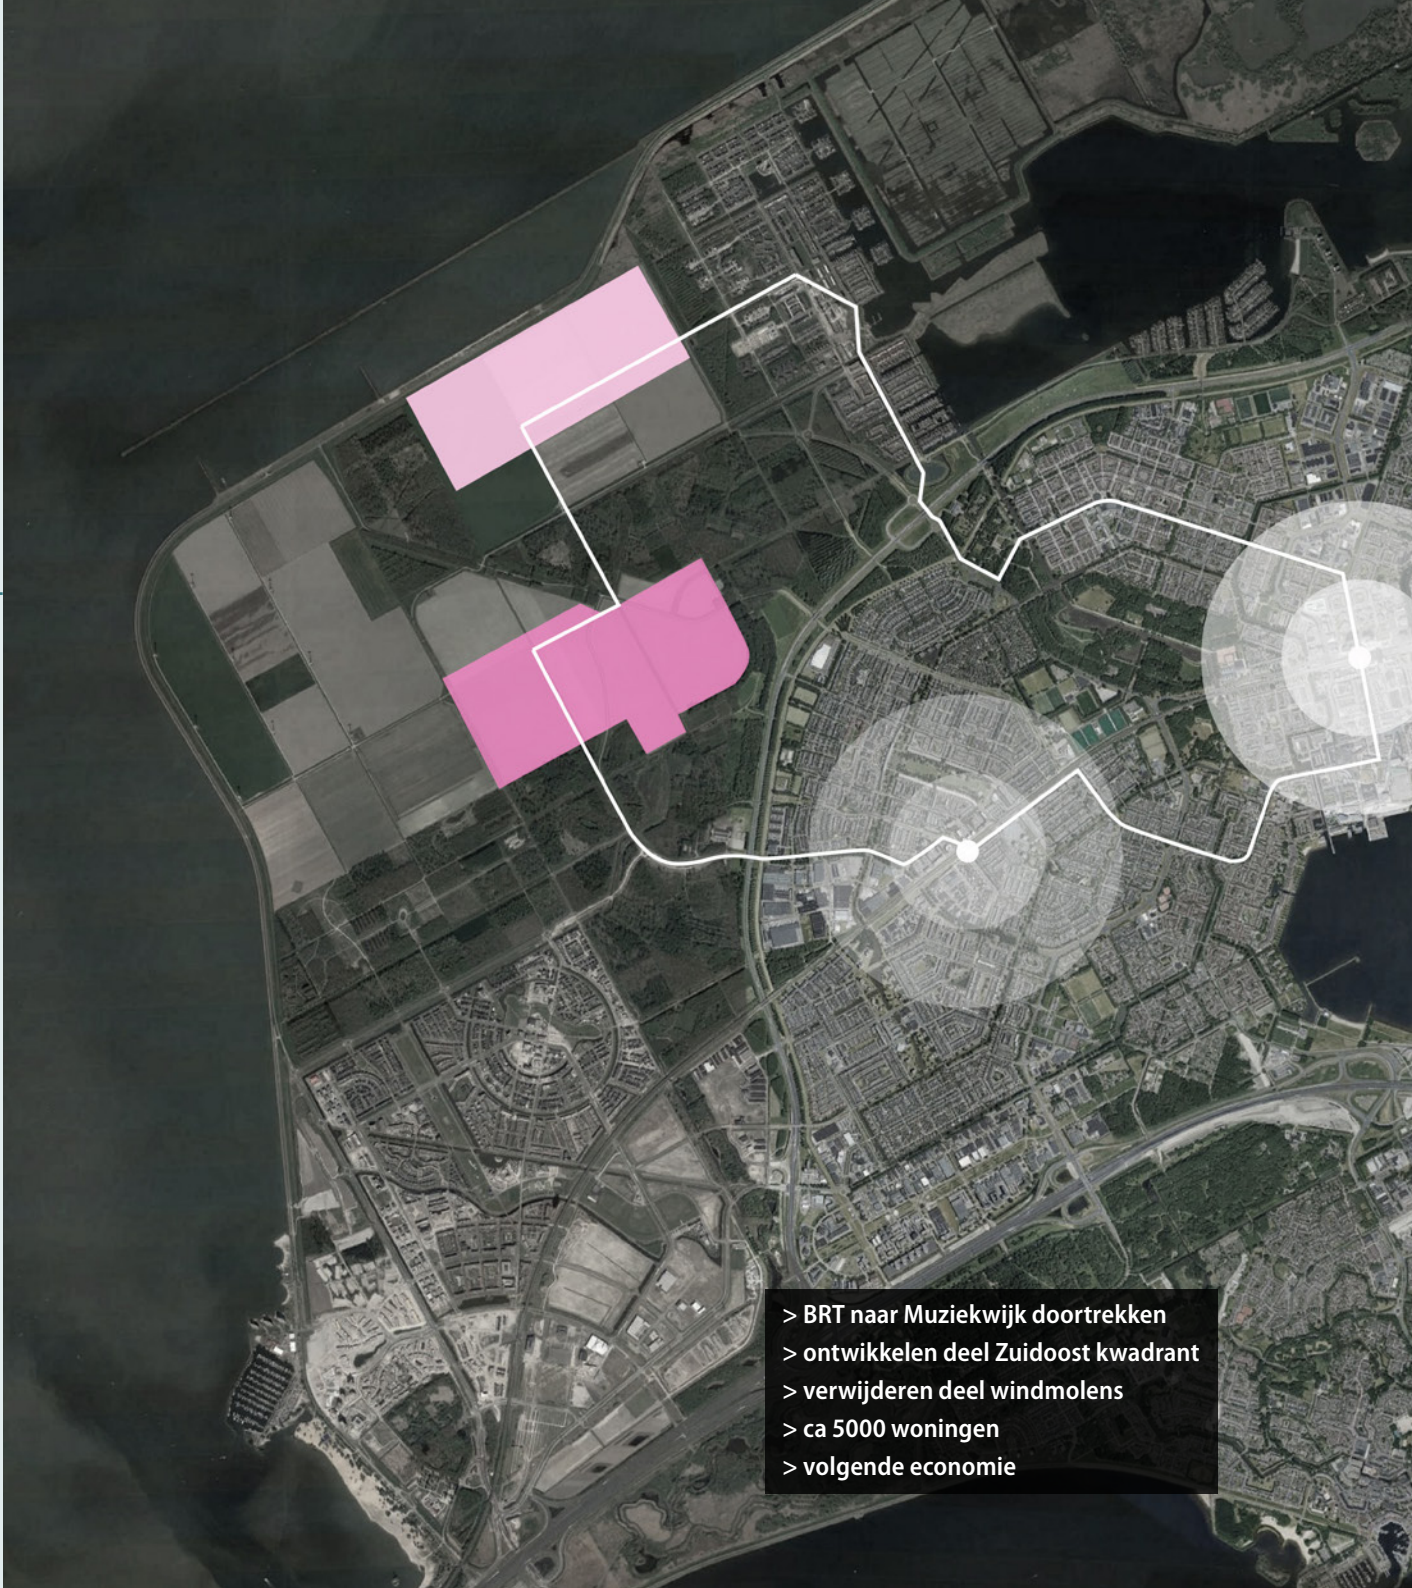 > BRT naar Muziekwijk doortrekken
> ontwikkelen deel Zuidoost kwadrant
> verwijderen deel windmolens
> ca 5000 woningen
> volgende economie